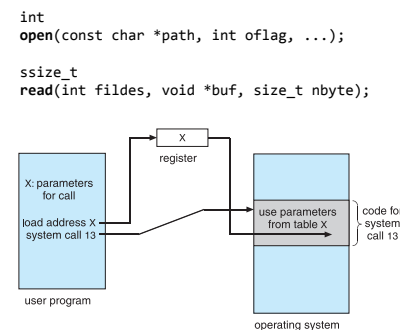 int
open(const char *path, int oflag, ...);
ssize_t
read(int fildes, void *buf, size_t nbyte);
X
register
X: parameters
for call
load address X
system call 13
user program
use parameters
from table X
code for
system
call 13
operating system